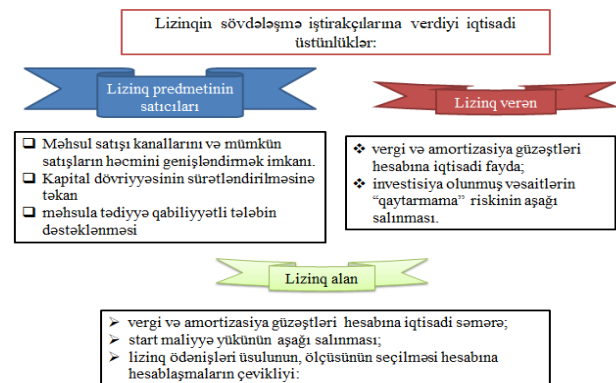 Lizinqin sövdələşmə iştirakçılarına verdiyi iqtisadi
üstünlüklər:
Lizinq predmetinin
satıcıları
Lizinq verən
❑ Məhsul satışı kanallarını və mümkün
satışların həcmini genişləndirmək imkanı.
❑ Kapital dövriyyəsinin sürətləndirilməsinə
təkan
❑ məhsula tədiyyə qabiliyyətli tələbin
dəstəklənməsi
❖ vergi və amortizasiya güzəştləri
hesabına iqtisadi fayda;
❖ investisiya olunmuş vəsaitlərin
“qaytarmama” riskinin aşağı
salınması.
Lizinq alan
➢ vergi və amortizasiya güzəştləri hesabına iqtisadi səmərə;
➢ start maliyyə yükünün aşağı salınması;
➢ lizinq ödənişləri üsulunun, ölçüsünün seçilməsi hesabına
hesablaşmaların çevikliyi: